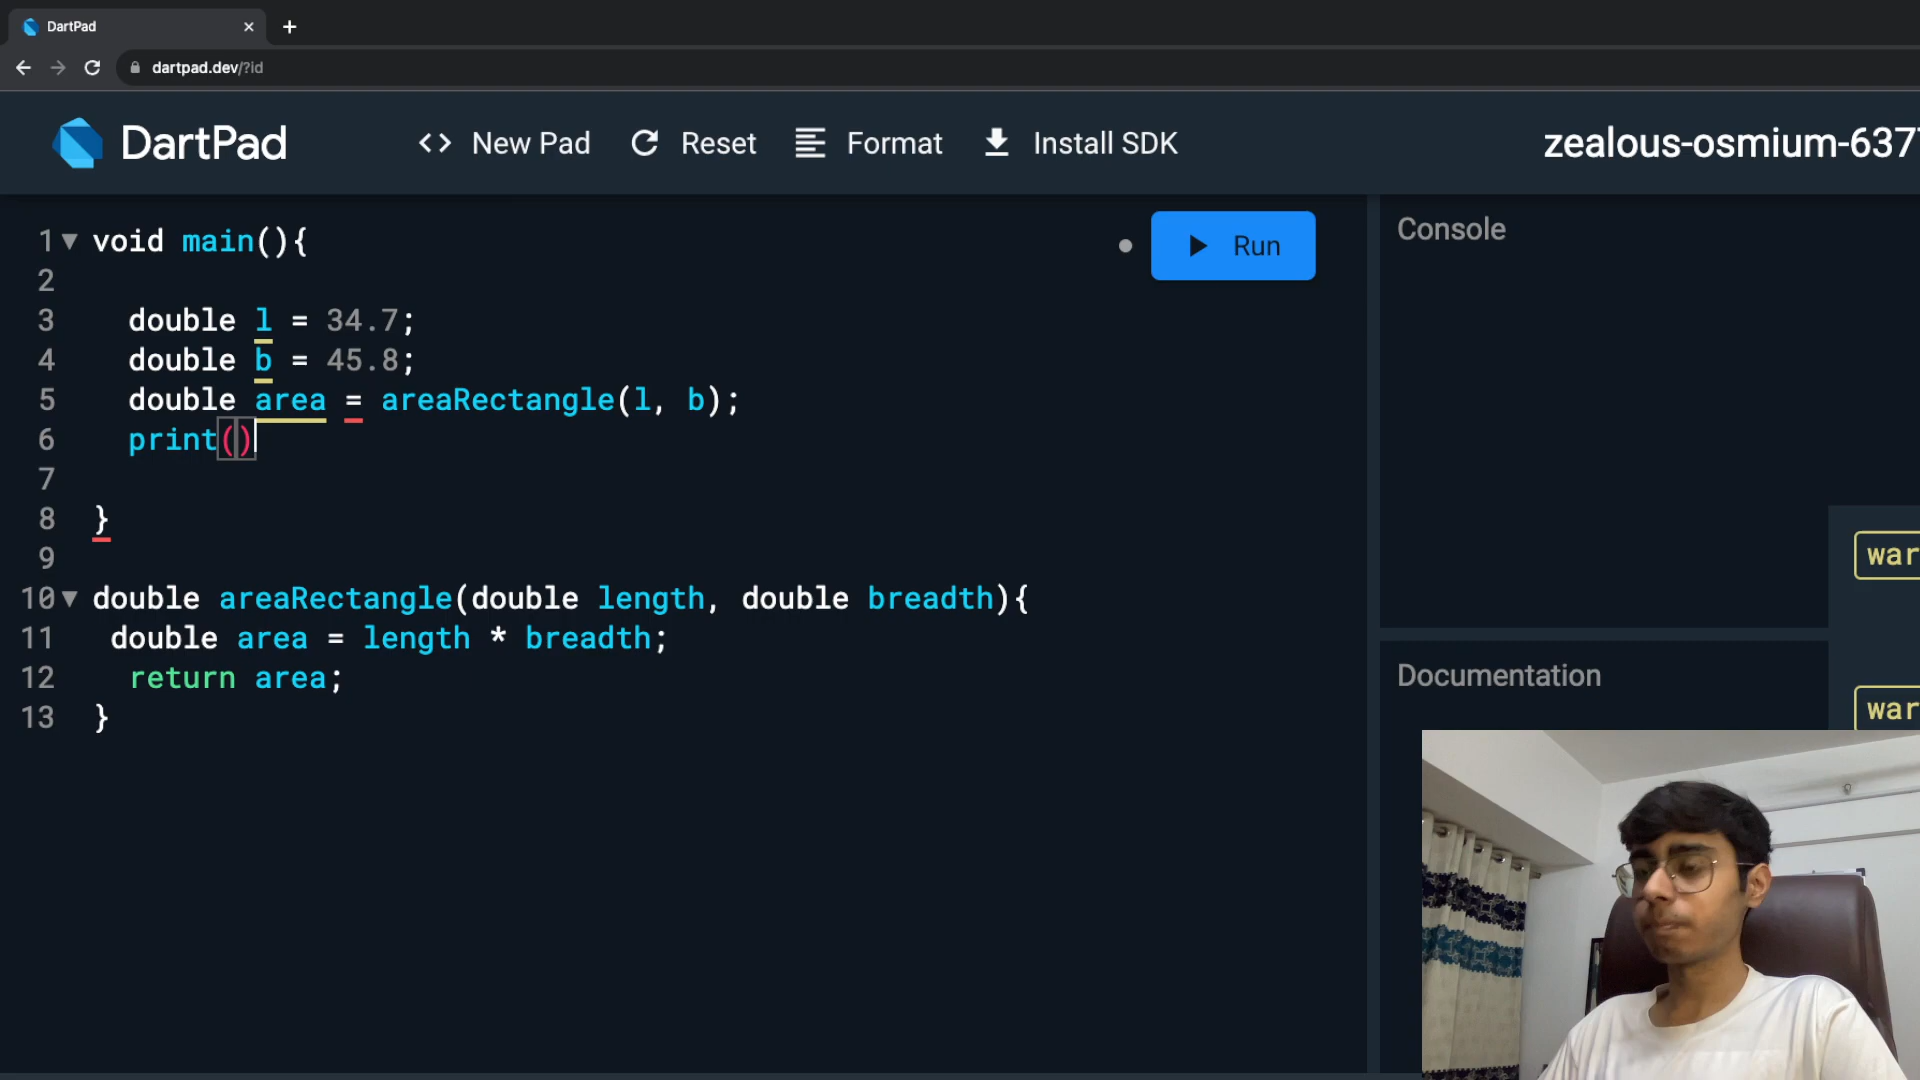 DartPad
dartpad.dev/?id
DartPad
<> New Pad
Reset
Format
Install SDK
zealous-osmium-637
1 void main(){
2
3 double l = 34.7;
4 double b = 45.8;
5 double area = areaRectangle(l, b);
6 print()
7
8 }
9
10 double areaRectangle(double length, double breadth){
11 double area = length * breadth;
12 return area;
13 }
Run
Console
war
Documentation
war